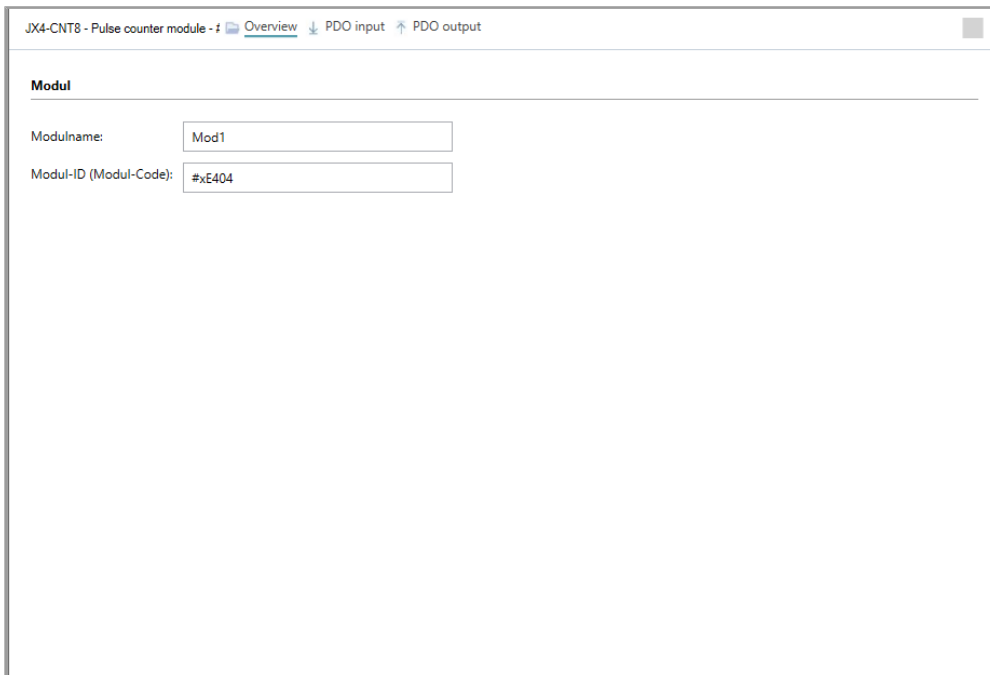 JX4-CNT8 - Pulse counter module - Overview PDO input PDO output
Modul
Modulname: Mod1
Modul-ID (Modul-Code): #xE404